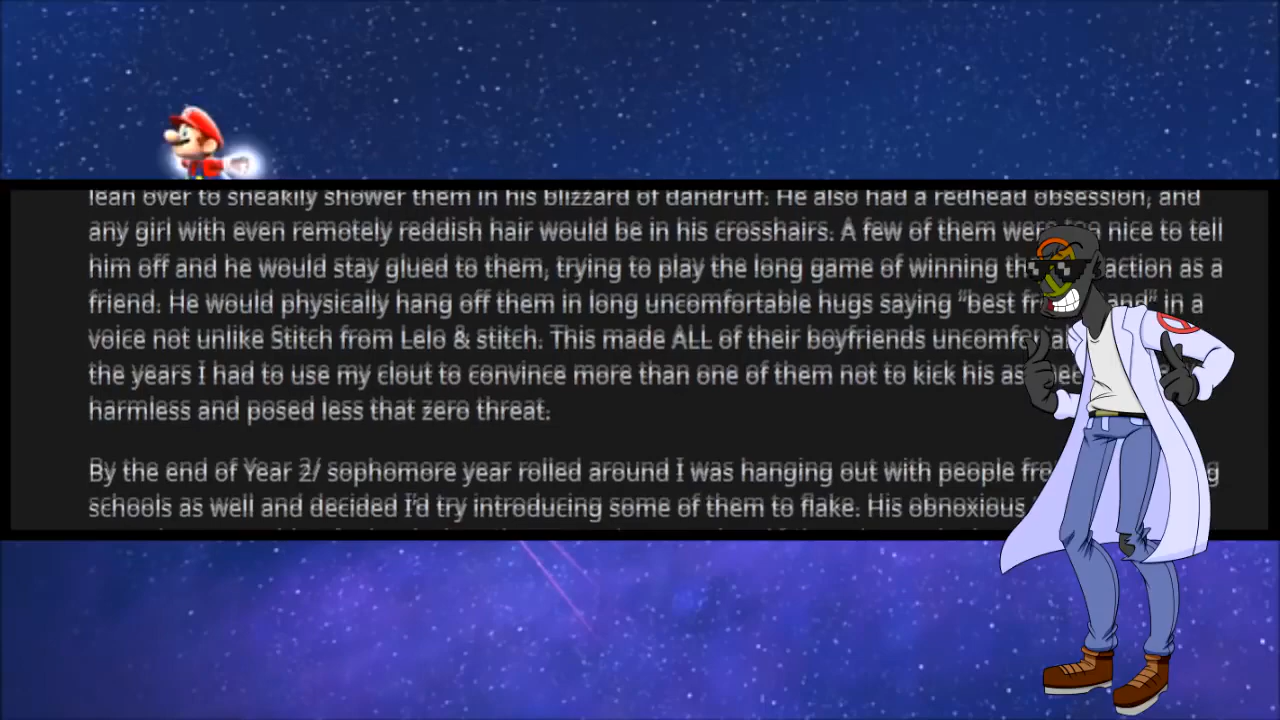 lean over to sneakily shower them in his blizzard of dandruff. He also had a redhead obsession, and
any girl with even remotely reddish hair would be in his crosshairs. A few of them were too nice to tell
him off and he would stay glued to them, trying to play the long game of winning action as a
friend. He would physically hang off them in long uncomfortable hugs saying “best in a
voice not unlike Stitch from Lelo & stitch. This made ALL of their boyfriends
the years I had to use my clout to convince more than one of them not to kick his
harmless and posed less that zero threat.
By the end of Year 2/ sophomore year rolled around I was hanging out with people
schools as well and decided I'd try introducing some of them to flake. His obnoxious